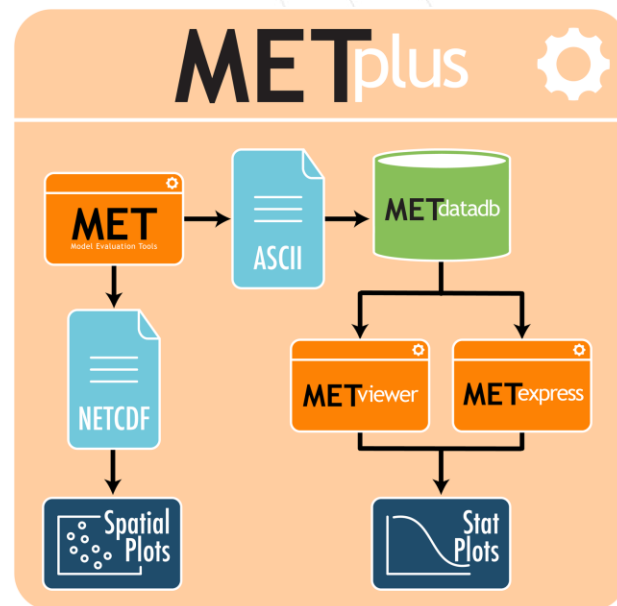 METplus
MET
Model Evaluation Tools
ASCII
METdatadb
NETCDF
METviewer
METexpress
Spatial
Plots
Stat
Plots